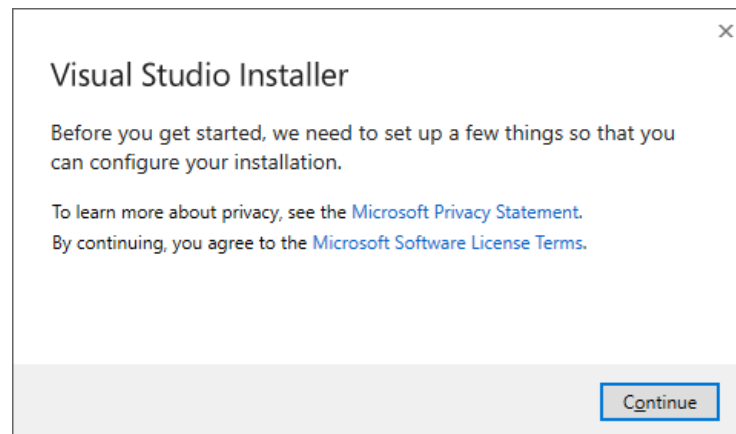 Visual Studio Installer
Before you get started, we need to set up a few things so that you
can configure your installation.
To learn more about privacy, see the Microsoft Privacy Statement.
By continuing, you agree to the Microsoft Software License Terms.
Continue